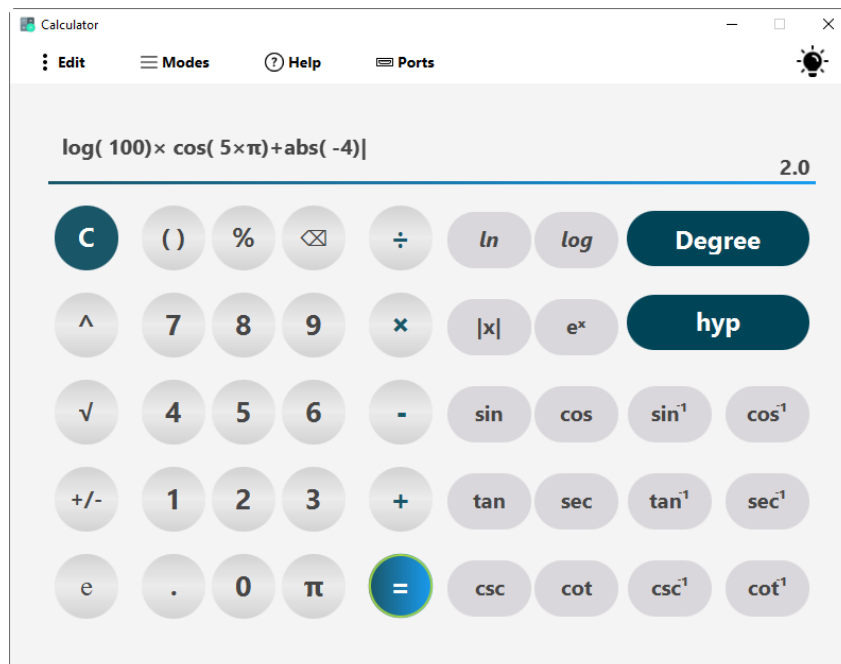 Calculator
Edit Modes Help Ports
log( 100)× cos( 5×π)+abs( -4)|
2.0
C ( ) % ⌫ ÷ ln log Degree
^ 7 8 9 × |x| eˣ hyp
√ 4 5 6 - sin cos sin⁻¹ cos⁻¹
+/- 1 2 3 + tan sec tan⁻¹ sec⁻¹
e . 0 π = csc cot csc⁻¹ cot⁻¹